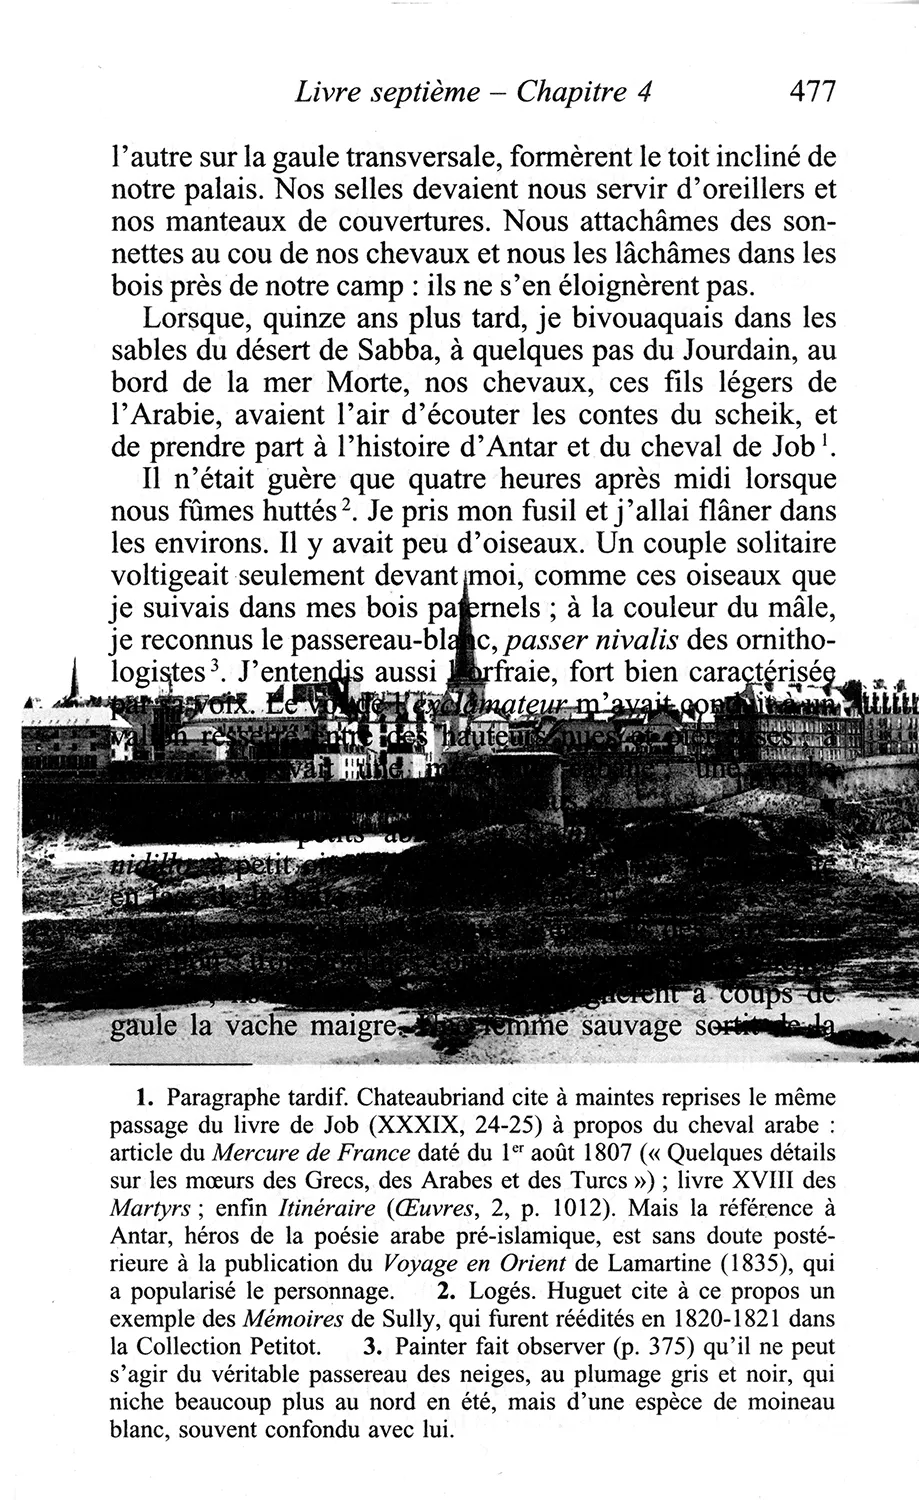 Livre septième – Chapitre 4 477
l'autre sur la gaule transversale, formèrent le toit incliné de
notre palais. Nos selles devaient nous servir d'oreillers et
nos manteaux de couvertures. Nous attachâmes des son-
nettes au cou de nos chevaux et nous les lâchâmes dans les
bois près de notre camp : ils ne s'en éloignèrent pas.
Lorsque, quinze ans plus tard, je bivouaquais dans les
sables du désert de Sabba, à quelques pas du Jourdain, au
bord de la mer Morte, nos chevaux, ces fils légers de
l'Arabie, avaient l'air d'écouter les contes du scheik, et
de prendre part à l'histoire d'Antar et du cheval de Job 1.
Il n'était guère que quatre heures après midi lorsque
nous fûmes huttés 2. Je pris mon fusil et j'allai flâner dans
les environs. Il y avait peu d'oiseaux. Un couple solitaire
voltigeait seulement devant moi, comme ces oiseaux que
je suivais dans mes bois paternels ; à la couleur du mâle,
je reconnus le passereau-blanc, passer nivalis des ornitho-
logistes 3. J'entendis aussi l'orfraie, fort bien caractérisée
par sa voix. Le vol de l'exclamateur m'avait conduit à un
vallon resserré entre des hauteurs nues et pierreuses ; à
une
petits
à petit
en
à coups de
gaule la vache maigre. Une femme sauvage sortit de la
1. Paragraphe tardif. Chateaubriand cite à maintes reprises le même
passage du livre de Job (XXXIX, 24-25) à propos du cheval arabe :
article du Mercure de France daté du 1er août 1807 (« Quelques détails
sur les mœurs des Grecs, des Arabes et des Turcs ») ; livre XVIII des
Martyrs ; enfin Itinéraire (Œuvres, 2, p. 1012). Mais la référence à
Antar, héros de la poésie arabe pré-islamique, est sans doute posté-
rieure à la publication du Voyage en Orient de Lamartine (1835), qui
a popularisé le personnage. 2. Logés. Huguet cite à ce propos un
exemple des Mémoires de Sully, qui furent réédités en 1820-1821 dans
la Collection Petitot. 3. Painter fait observer (p. 375) qu'il ne peut
s'agir du véritable passereau des neiges, au plumage gris et noir, qui
niche beaucoup plus au nord en été, mais d'une espèce de moineau
blanc, souvent confondu avec lui.